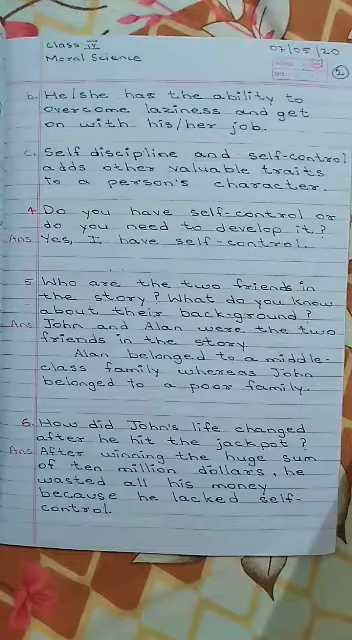 Class IV
Moral Science
07/05/20
2
b. He/she has the ability to
overcome laziness and get
on with his/her job.
c. Self discipline and self-control
adds other valuable traits
to a person's character.
4 Do you have self-control or
do you need to develop it?
Ans Yes, I have self-control.
5 Who are the two friends in
the story? What do you know
about their back-ground?
Ans John and Alan were the two
friends in the story.
Alan belonged to a middle-
class family whereas John
belonged to a poor family.
6. How did John's life changed
after he hit the jackpot?
Ans After winning the huge sum
of ten million dollars, he
wasted all his money
because he lacked self-
control.